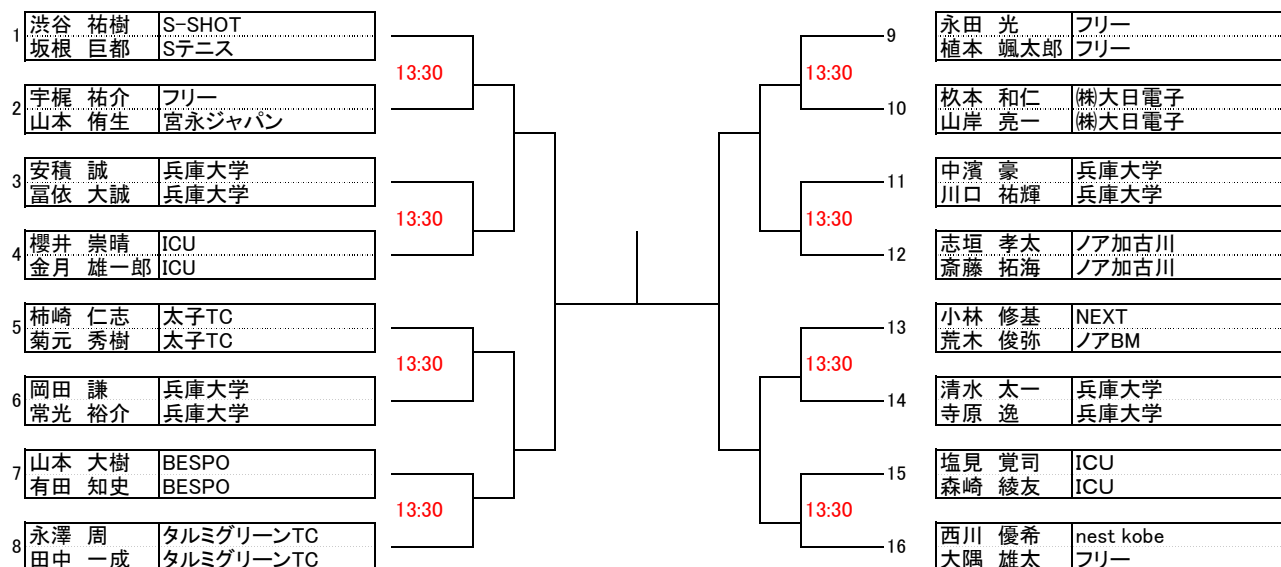 1 渋谷 祐樹 S-SHOT
坂根 巨都 Sテニス
13:30
2 宇梶 祐介 フリー
山本 侑生 宮永ジャパン
3 安積 誠 兵庫大学
冨依 大誠 兵庫大学
13:30
4 櫻井 崇晴 ICU
金月 雄一郎 ICU
5 柿崎 仁志 太子TC
菊元 秀樹 太子TC
13:30
6 岡田 謙 兵庫大学
常光 裕介 兵庫大学
7 山本 大樹 BESPO
有田 知史 BESPO
13:30
8 永澤 周 タルミグリーンTC
田中 一成 タルミグリーンTC
9 永田 光 フリー
植本 颯太郎 フリー
13:30
10 杦本 和仁 ㈱大日電子
山岸 亮一 ㈱大日電子
11 中濱 豪 兵庫大学
川口 祐輝 兵庫大学
13:30
12 志垣 孝太 ノア加古川
斎藤 拓海 ノア加古川
13 小林 修基 NEXT
荒木 俊弥 ノアBM
13:30
14 清水 太一 兵庫大学
寺原 逸 兵庫大学
15 塩見 覚司 ICU
森崎 綾友 ICU
13:30
16 西川 優希 nest kobe
大隅 雄太 フリー